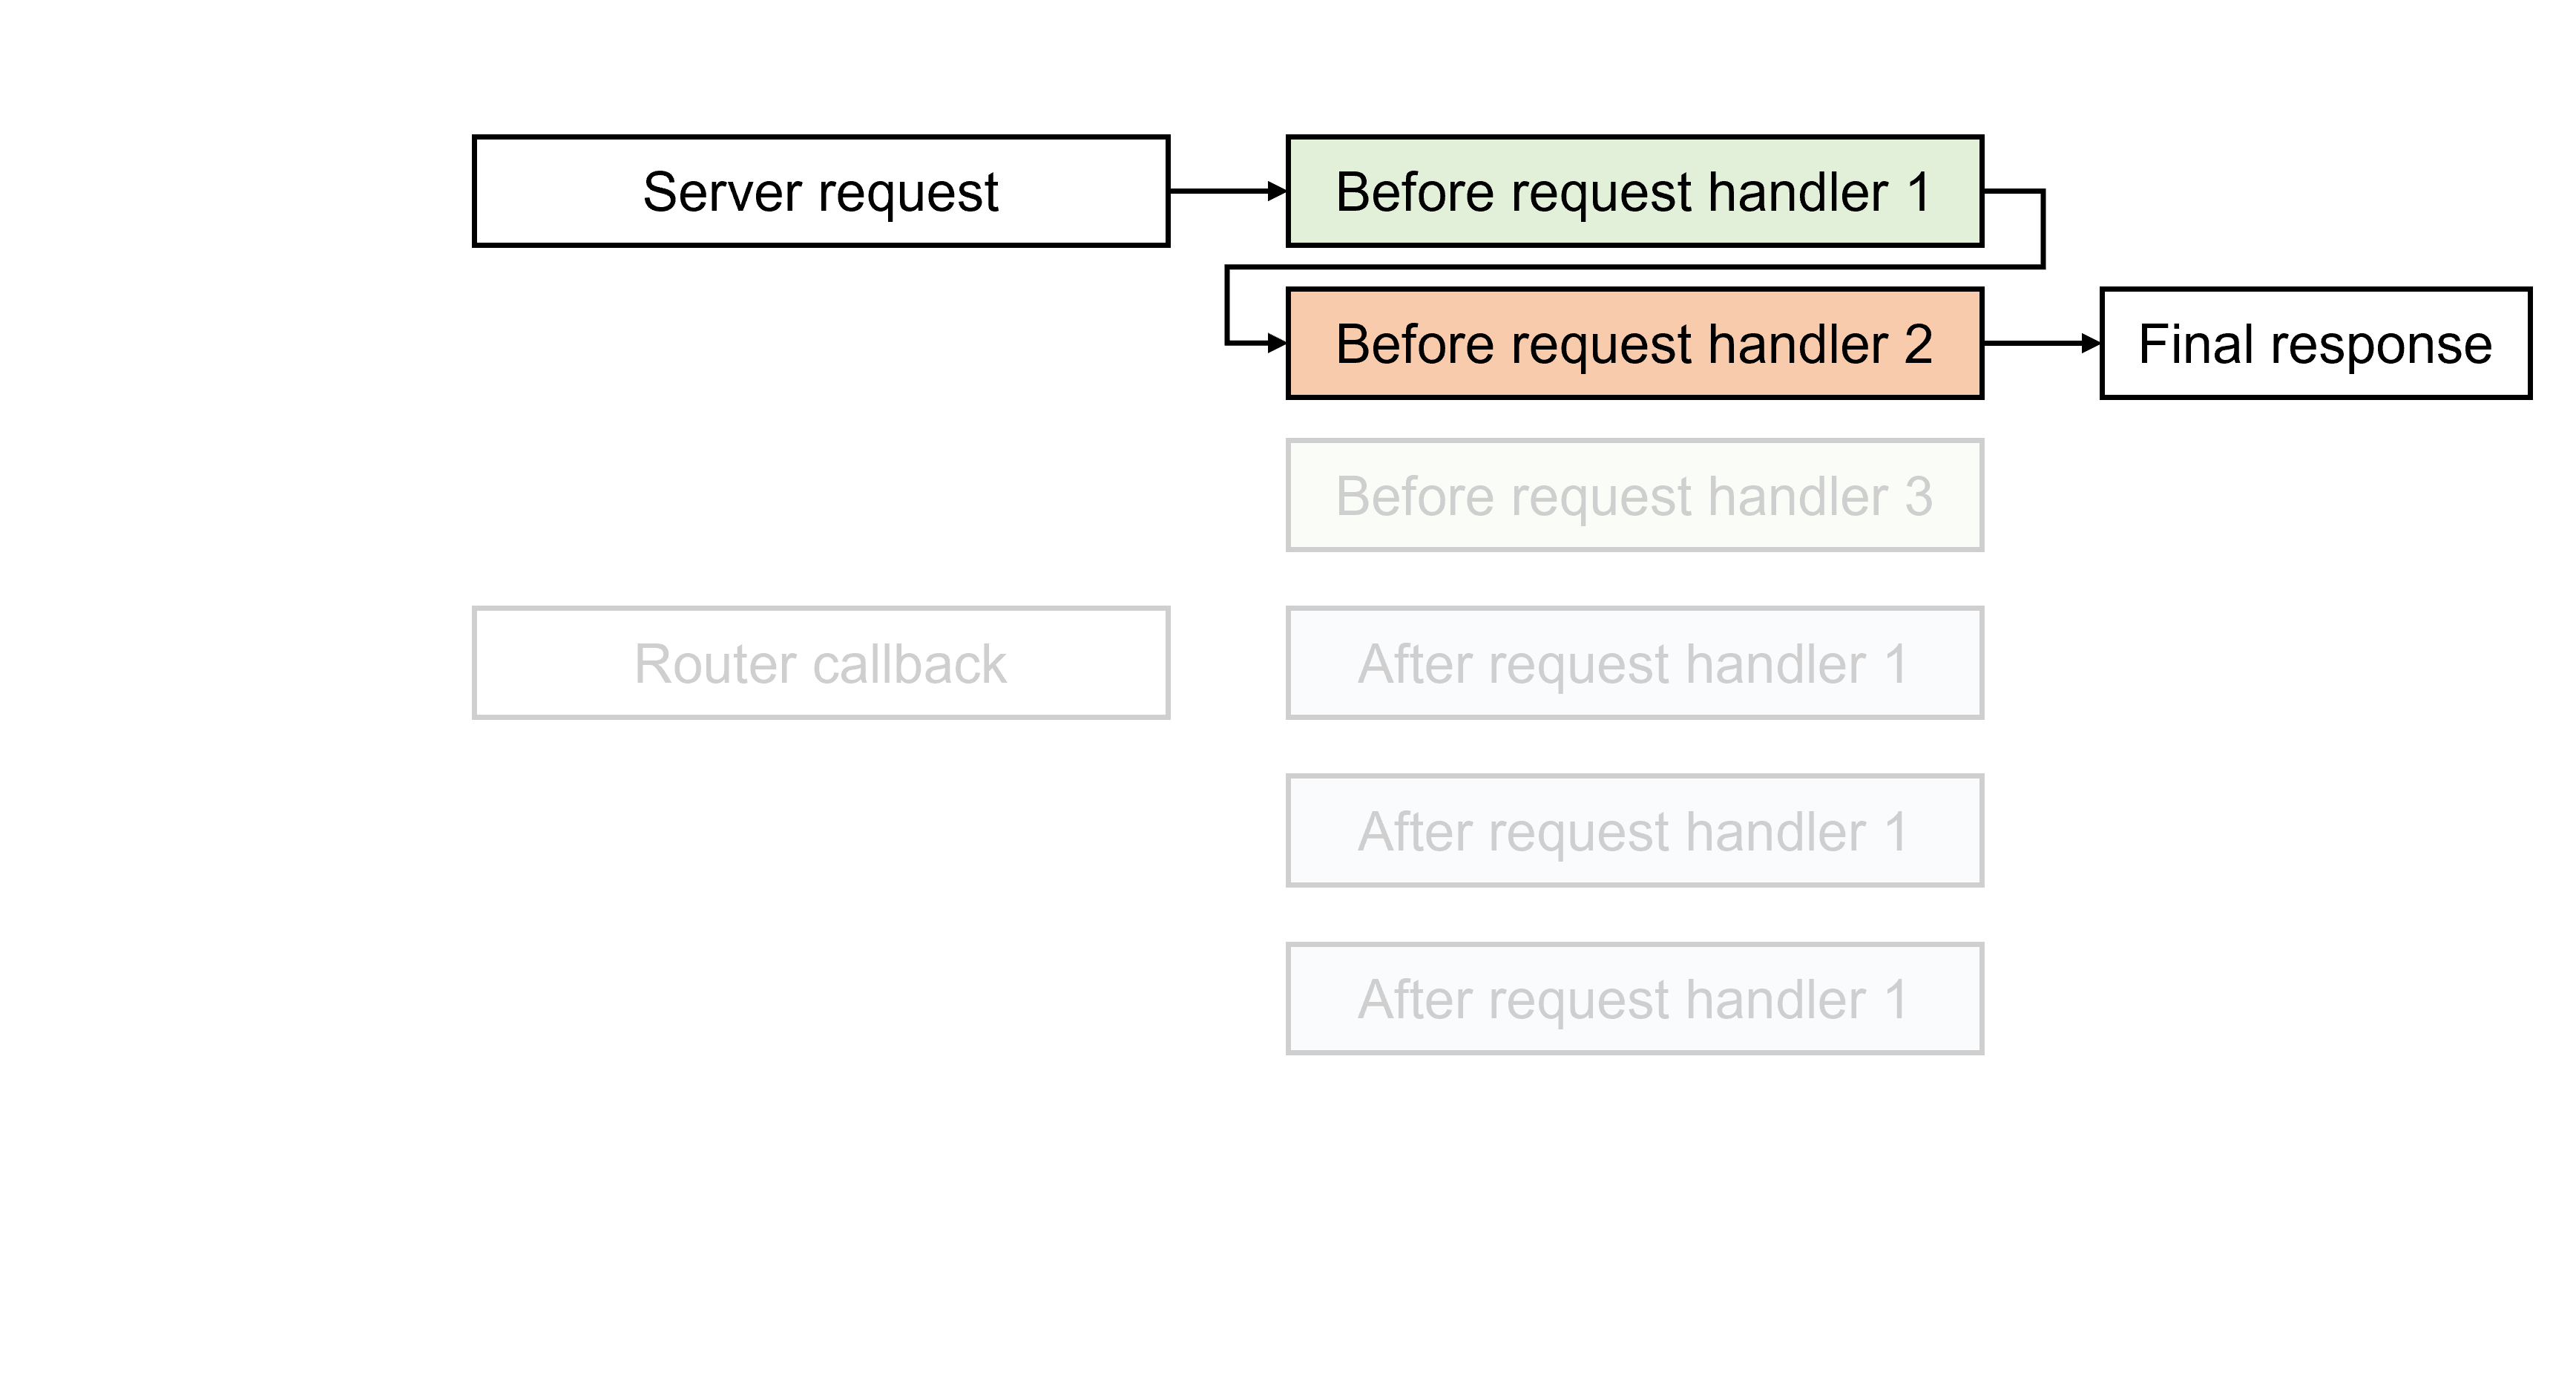 Server request
Before request handler 1
Before request handler 2
Final response
Before request handler 3
Router callback
After request handler 1
After request handler 1
After request handler 1